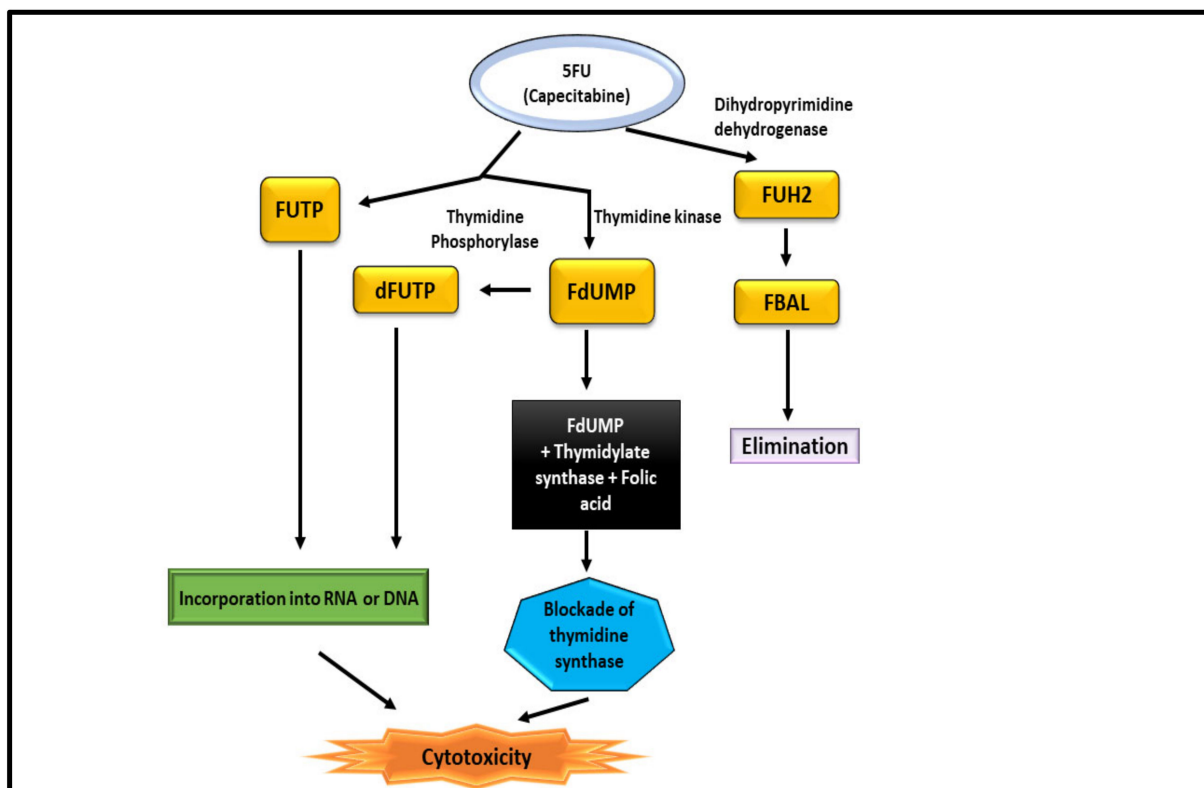 5FU
(Capecitabine)
Dihydropyrimidine
dehydrogenase
FUTP
FUH2
Thymidine
Phosphorylase
Thymidine kinase
dFUTP
FdUMP
FBAL
FdUMP
+ Thymidylate
synthase + Folic
acid
Elimination
Incorporation into RNA or DNA
Blockade of
thymidine
synthase
Cytotoxicity